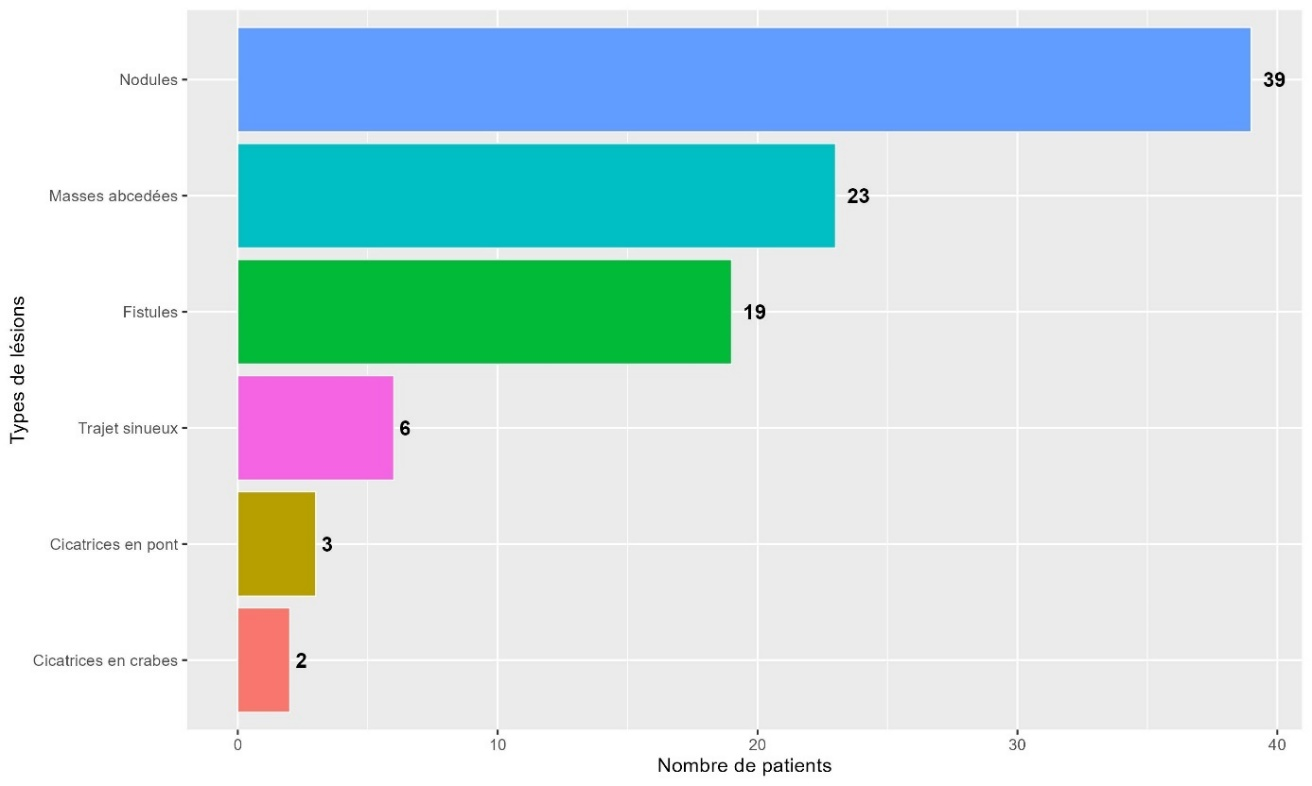 Types de lésions
Nodules
39
Masses abcedées
23
Fistules
19
Trajet sinueux
6
Cicatrices en pont
3
Cicatrices en crabes
2
0 10 20 30 40
Nombre de patients